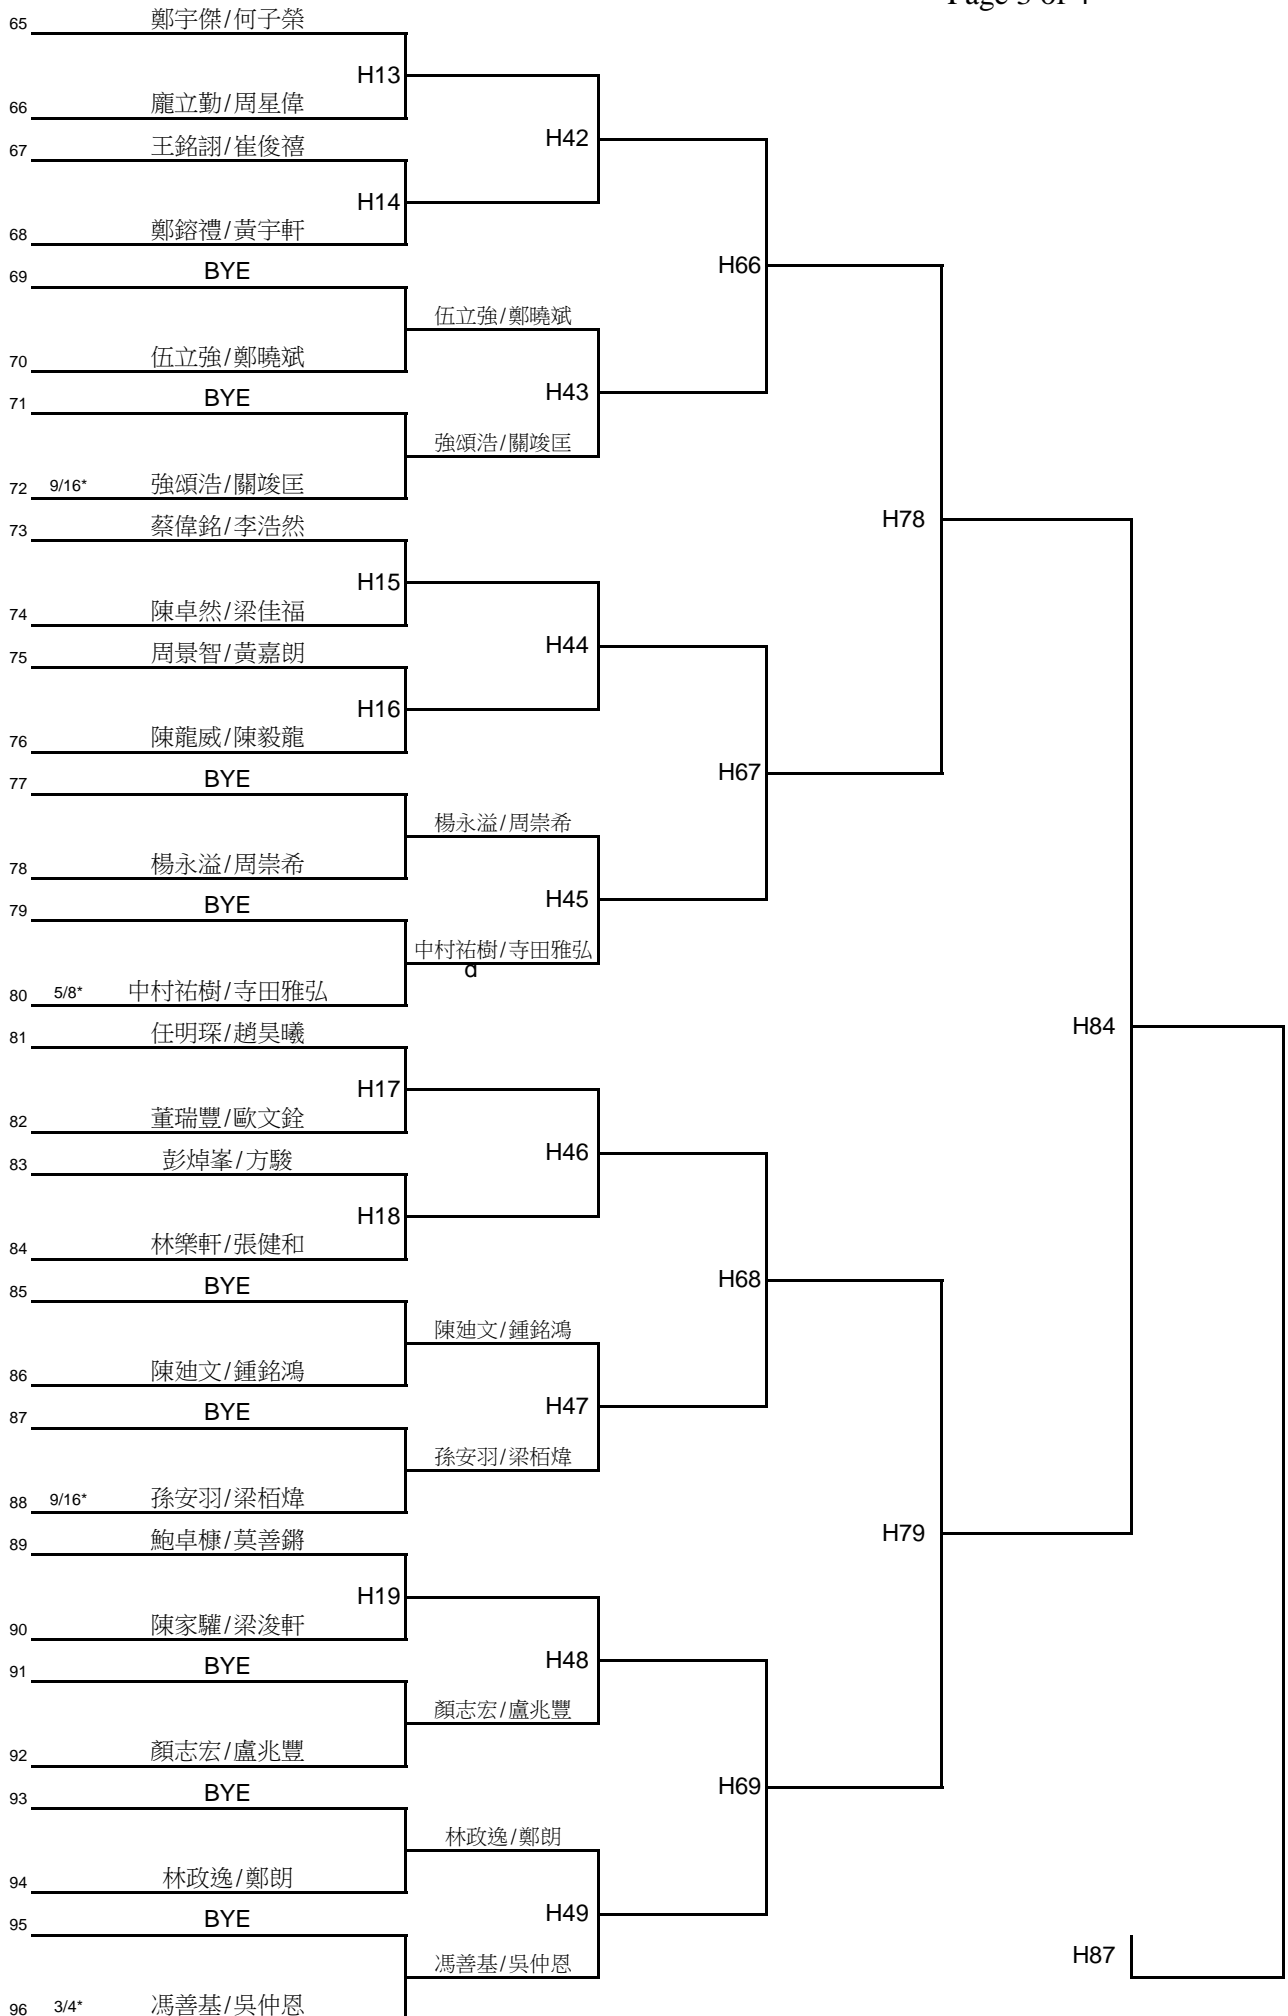 Page 3 of 4
65 鄭宇傑/何子榮
H13
66 龐立勤/周星偉
H42
67 王銘詡/崔俊禧
H14
68 鄭鎔禮/黃宇軒
H66
69 BYE
伍立強/鄭曉斌
70 伍立強/鄭曉斌
H43
71 BYE
強頌浩/關竣匡
72 9/16* 強頌浩/關竣匡
H78
73 蔡偉銘/李浩然
H15
74 陳卓然/梁佳福
H44
75 周景智/黃嘉朗
H16
76 陳龍威/陳毅龍
H67
77 BYE
楊永溢/周崇希
78 楊永溢/周崇希
H45
79 BYE
中村祐樹/寺田雅弘
80 5/8* 中村祐樹/寺田雅弘
H84
81 任明琛/趙昊曦
H17
82 董瑞豐/歐文銓
H46
83 彭焯峯/方駿
H18
84 林樂軒/張健和
H68
85 BYE
陳廸文/鍾銘鴻
86 陳廸文/鍾銘鴻
H47
87 BYE
孫安羽/梁栢煒
88 9/16* 孫安羽/梁栢煒
H79
89 鮑卓槺/莫善鏘
H19
90 陳家驩/梁浚軒
H48
91 BYE
顏志宏/盧兆豐
92 顏志宏/盧兆豐
H69
93 BYE
林政逸/鄭朗
94 林政逸/鄭朗
H49
95 BYE
馮善基/吳仲恩
H87
96 3/4* 馮善基/吳仲恩